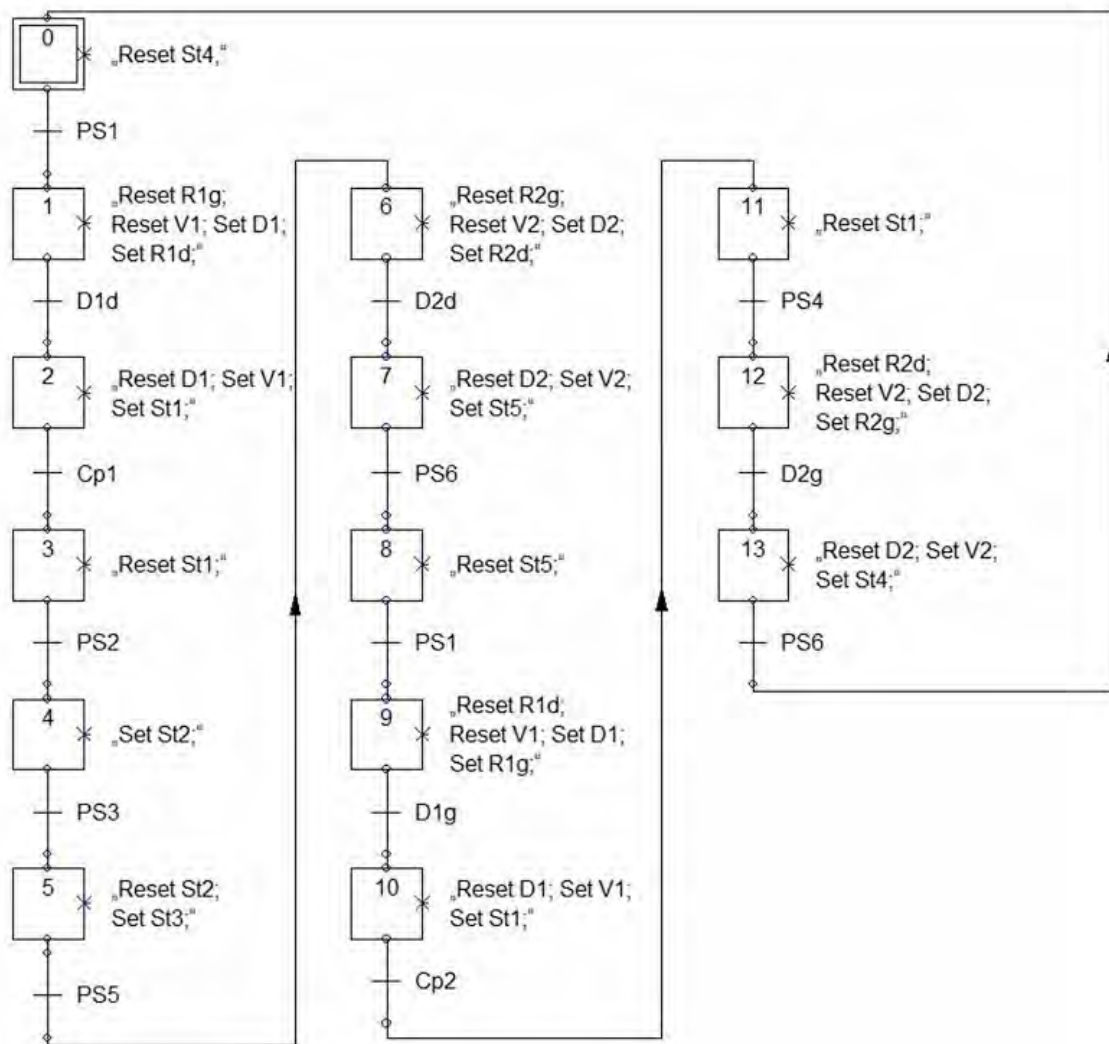 0
„Reset St4;“
PS1
1
„Reset R1g;
Reset V1; Set D1;
Set R1d;“
D1d
2
„Reset D1; Set V1;
Set St1;“
Cp1
3
„Reset St1;“
PS2
4
„Set St2;“
PS3
5
„Reset St2;
Set St3;“
PS5
6
„Reset R2g;
Reset V2; Set D2;
Set R2d;“
D2d
7
„Reset D2; Set V2;
Set St5;“
PS6
8
„Reset St5;“
PS1
9
„Reset R1d;
Reset V1; Set D1;
Set R1g;“
D1g
10
„Reset D1; Set V1;
Set St1;“
Cp2
11
„Reset St1;“
PS4
12
„Reset R2d;
Reset V2; Set D2;
Set R2g;“
D2g
13
„Reset D2; Set V2;
Set St4;“
PS6